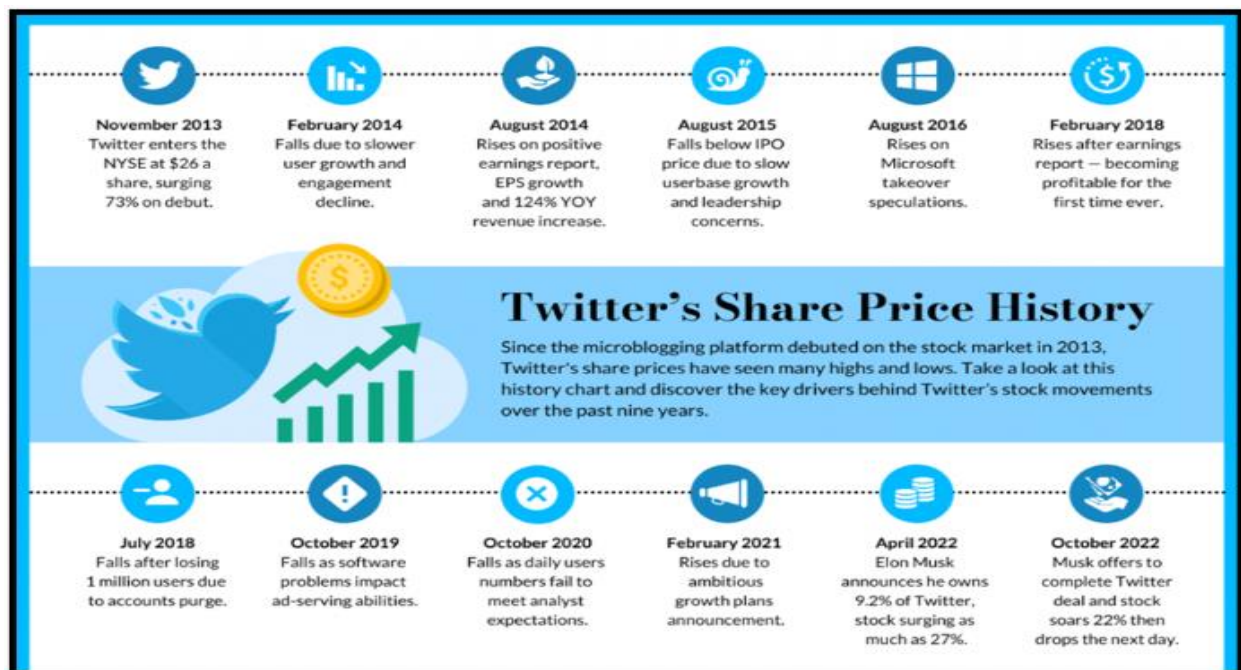 November 2013
Twitter enters the
NYSE at $26 a
share, surging
73% on debut.
February 2014
Falls due to slower
user growth and
engagement
decline.
August 2014
Rises on positive
earnings report,
EPS growth
and 124% YOY
revenue increase.
August 2015
Falls below IPO
price due to slow
userbase growth
and leadership
concerns.
August 2016
Rises on
Microsoft
takeover
speculations.
February 2018
Rises after earnings
report — becoming
profitable for the
first time ever.
Twitter's Share Price History
Since the microblogging platform debuted on the stock market in 2013,
Twitter's share prices have seen many highs and lows. Take a look at this
history chart and discover the key drivers behind Twitter's stock movements
over the past nine years.
July 2018
Falls after losing
1 million users due
to accounts purge.
October 2019
Falls as software
problems impact
ad-serving abilities.
October 2020
Falls as daily users
numbers fail to
meet analyst
expectations.
February 2021
Rises due to
ambitious
growth plans
announcement.
April 2022
Elon Musk
announces he owns
9.2% of Twitter,
stock surging as
much as 27%.
October 2022
Musk offers to
complete Twitter
deal and stock
soars 22% then
drops the next day.